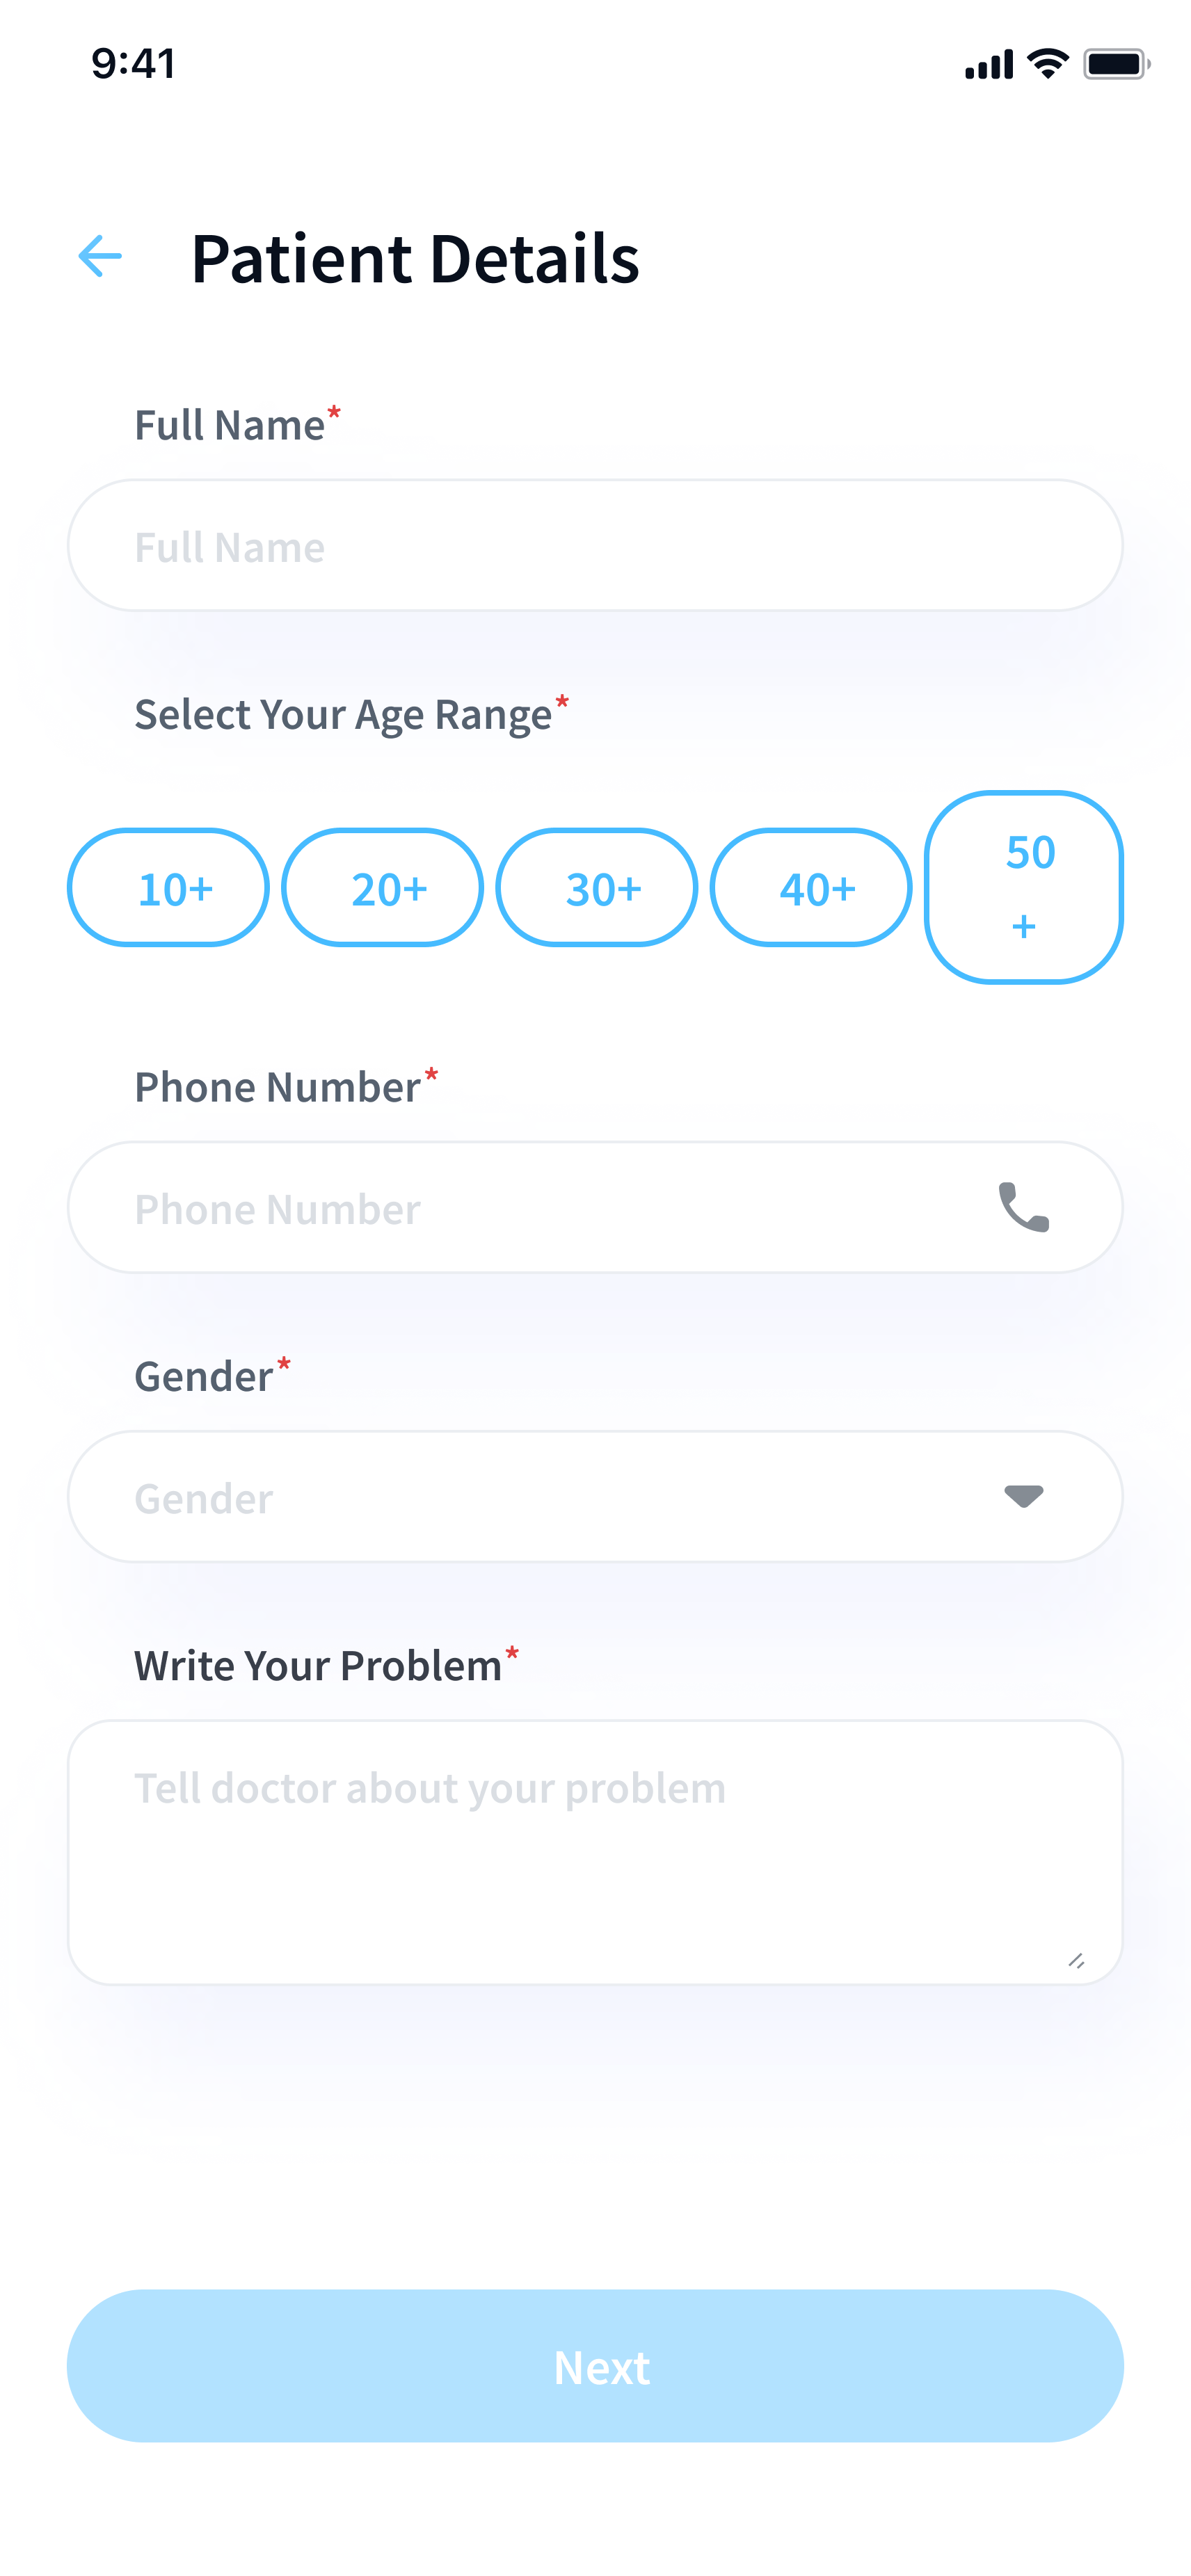 9:41
Patient Details
Full Name*
Full Name
Select Your Age Range*
10+ 20+ 30+ 40+ 50
+
Phone Number*
Phone Number
Gender*
Gender
Write Your Problem*
Tell doctor about your problem
Next